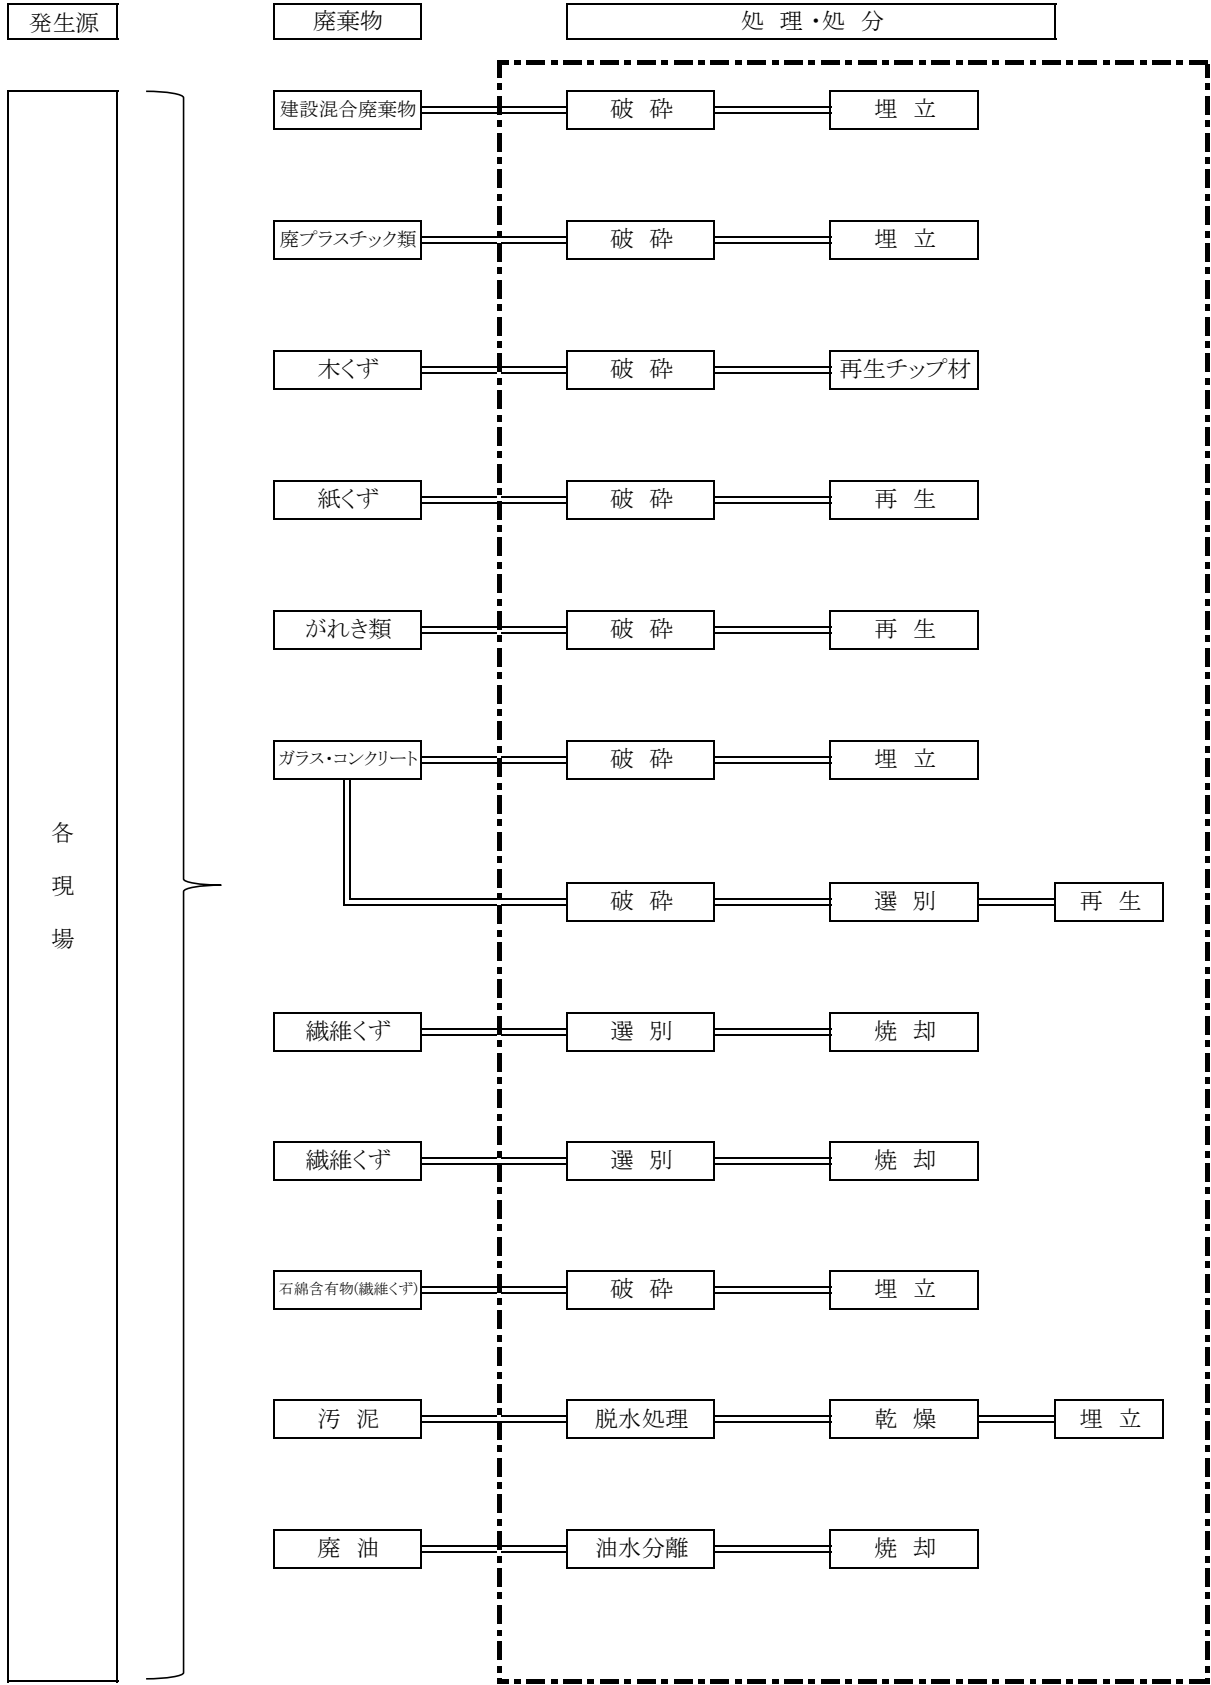 発生源
廃棄物
処 理・処 分
各
現
場
建設混合廃棄物
破 砕
埋 立
廃プラスチック類
破 砕
埋 立
木くず
破 砕
再生チップ材
紙くず
破 砕
再 生
がれき類
破 砕
再 生
ガラス・コンクリート
破 砕
埋 立
破 砕
選 別
再 生
繊維くず
選 別
焼 却
繊維くず
選 別
焼 却
石綿含有物(繊維くず)
破 砕
埋 立
汚 泥
脱水処理
乾 燥
埋 立
廃 油
油水分離
焼 却